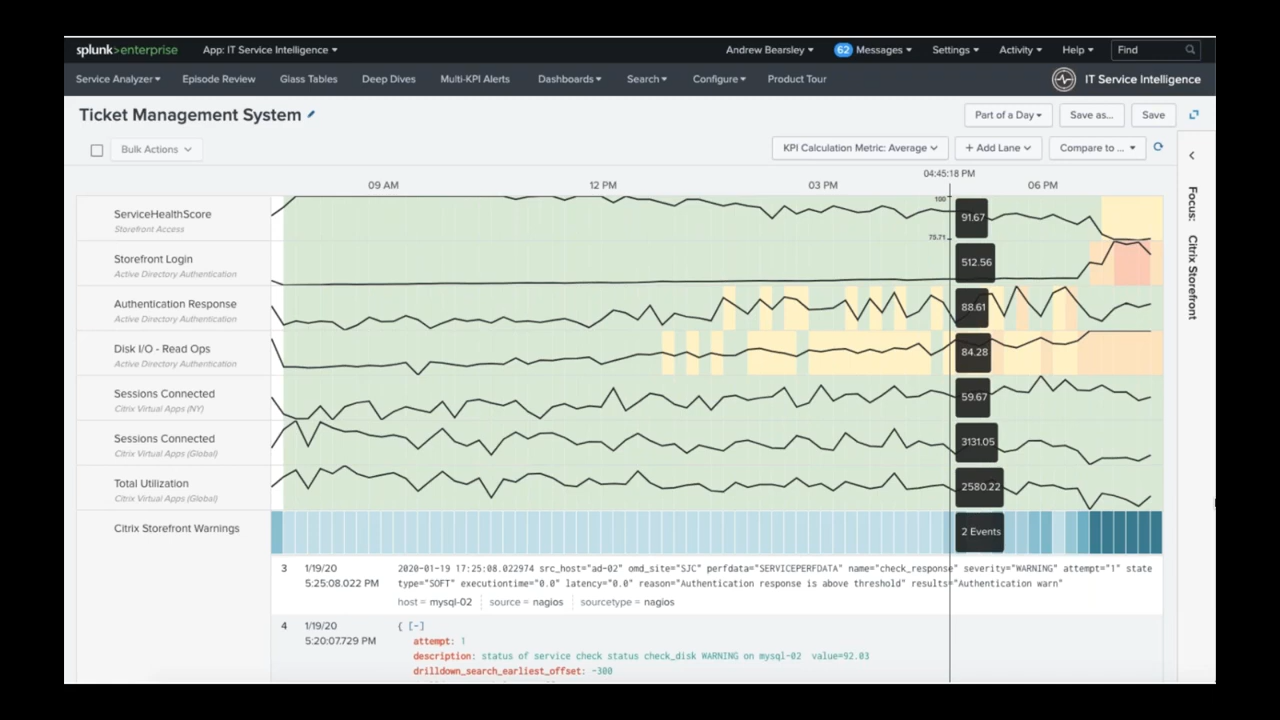 splunk>enterprise App: IT Service Intelligence Andrew Bearsley 62 Messages Settings Activity Help Find
Service Analyzer Episode Review Glass Tables Deep Dives Multi-KPI Alerts Dashboards Search Configure Product Tour IT Service Intelligence
Ticket Management System Part of a Day Save as... Save
Bulk Actions KPI Calculation Metric: Average + Add Lane Compare to ...
04:45:18 PM
09 AM 12 PM 03 PM 06 PM
100
ServiceHealthScore 91.67
Storefront Access
79.71
Storefront Login 512.56
Active Directory Authentication
Authentication Response 88.61
Active Directory Authentication
Disk I/O - Read Ops 84.28
Active Directory Authentication
Sessions Connected 59.67
Citrix Virtual Apps (NY)
Sessions Connected 3131.05
Citrix Virtual Apps (Global)
Total Utilization 2580.22
Citrix Virtual Apps (Global)
Citrix Storefront Warnings 2 Events
Focus: Citrix Storefront
3 1/19/20 2020-01-19 17:25:08.022974 src_host="ad-02" omd_site="SJC" perfdata="SERVICEPERFDATA" name="check_response" severity="WARNING" attempt="1" state
5:25:08.022 PM type="SOFT" executiontime="0.0" latency="0.0" reason="Authentication response is above threshold" results="Authentication warn"
host = mysql-02 source = nagios sourcetype = nagios
4 1/19/20 { [-]
5:20:07.729 PM attempt: 1
description: status of service check status check_disk WARNING on mysql-02 value=92.03
drilldown_search_earliest_offset: -300